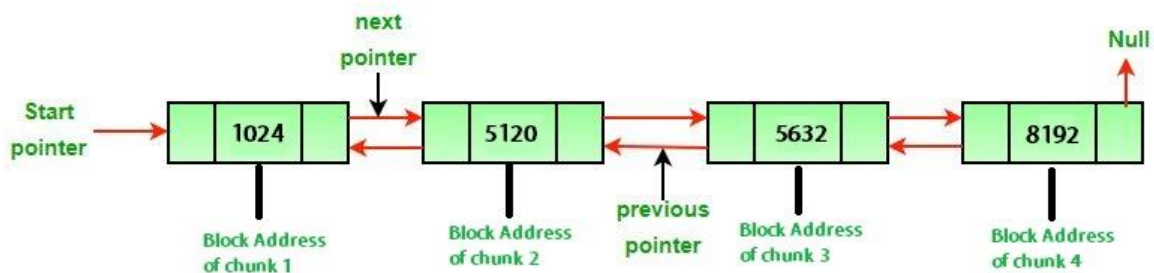 next
pointer
Null
Start
pointer
1024
5120
5632
8192
previous
pointer
Block Address
of chunk 1
Block Address
of chunk 2
Block Address
of chunk 3
Block Address
of chunk 4